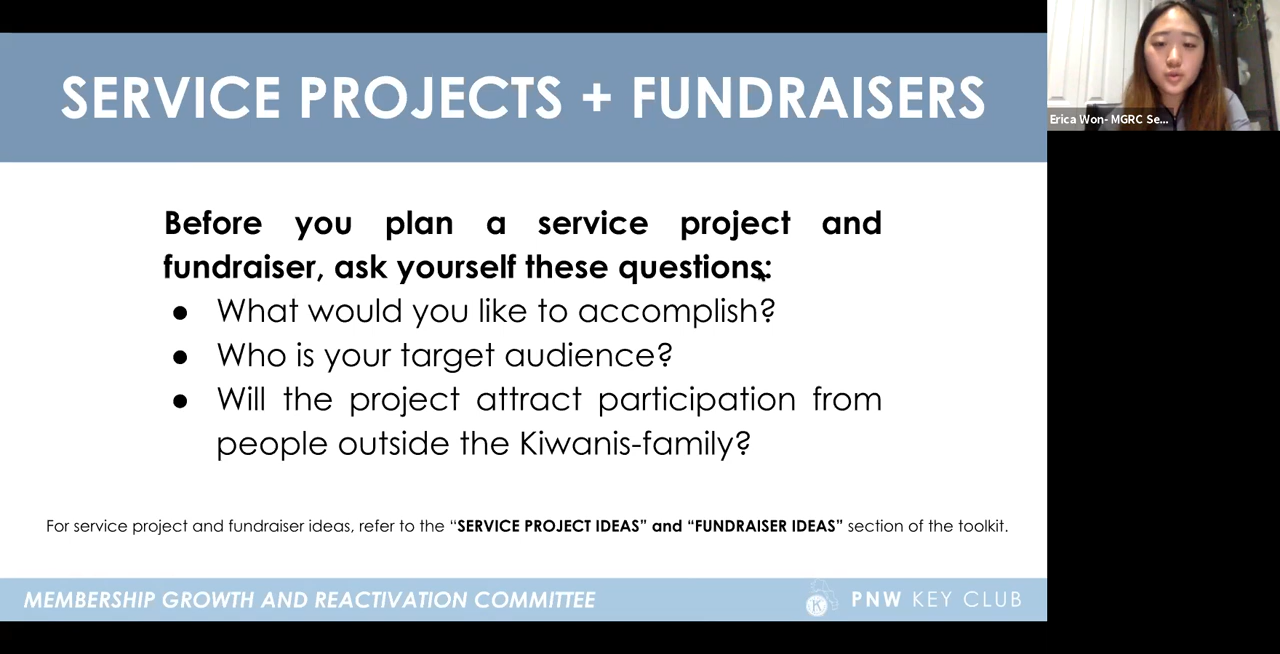 SERVICE PROJECTS + FUNDRAISERS
Erica Won- MGRC Se...
Before you plan a service project and
fundraiser, ask yourself these questions:
● What would you like to accomplish?
● Who is your target audience?
● Will the project attract participation from
people outside the Kiwanis-family?
For service project and fundraiser ideas, refer to the “SERVICE PROJECT IDEAS” and “FUNDRAISER IDEAS” section of the toolkit.
MEMBERSHIP GROWTH AND REACTIVATION COMMITTEE
K
PNW KEY CLUB